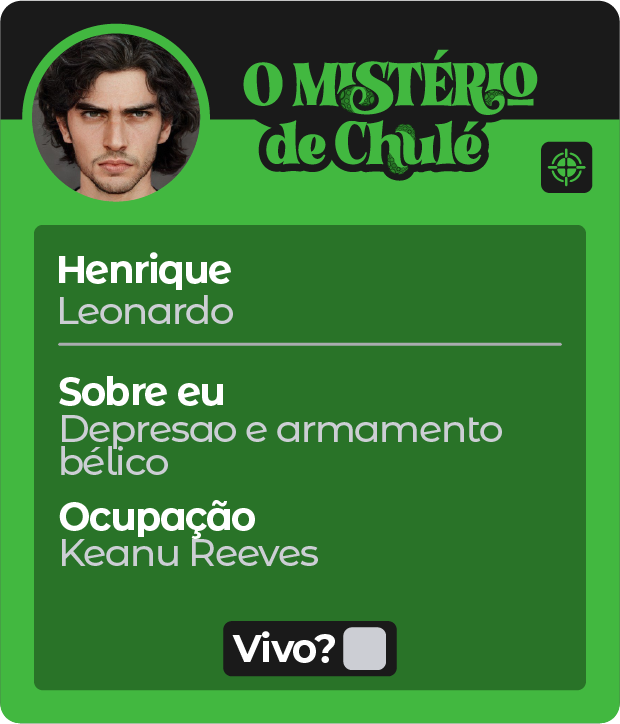 O MISTÉRIO
de Chulé
Henrique
Leonardo
Sobre eu
Depresao e armamento
bélico
Ocupação
Keanu Reeves
Vivo?